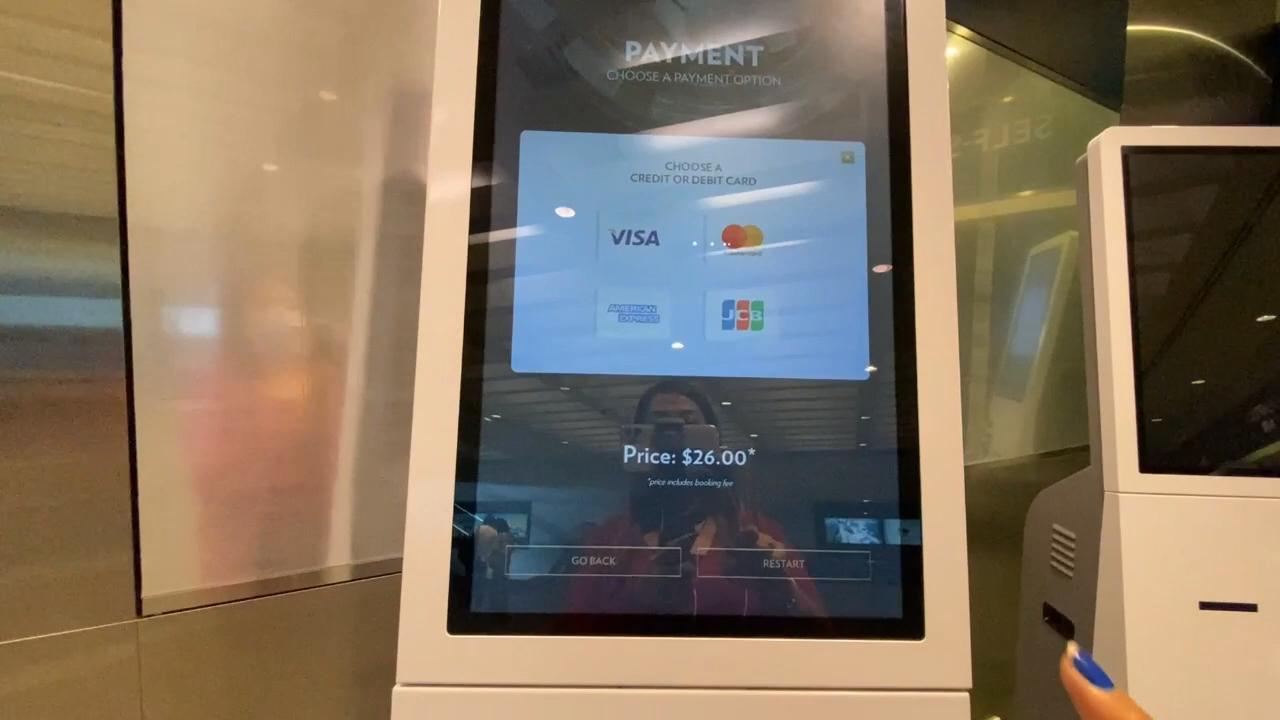 PAYMENT
CHOOSE A PAYMENT OPTION
CHOOSE A
CREDIT OR DEBIT CARD
VISA
AMERICAN
EXPRESS
JCB
Price: $26.00*
*price includes booking fee
GO BACK
RESTART